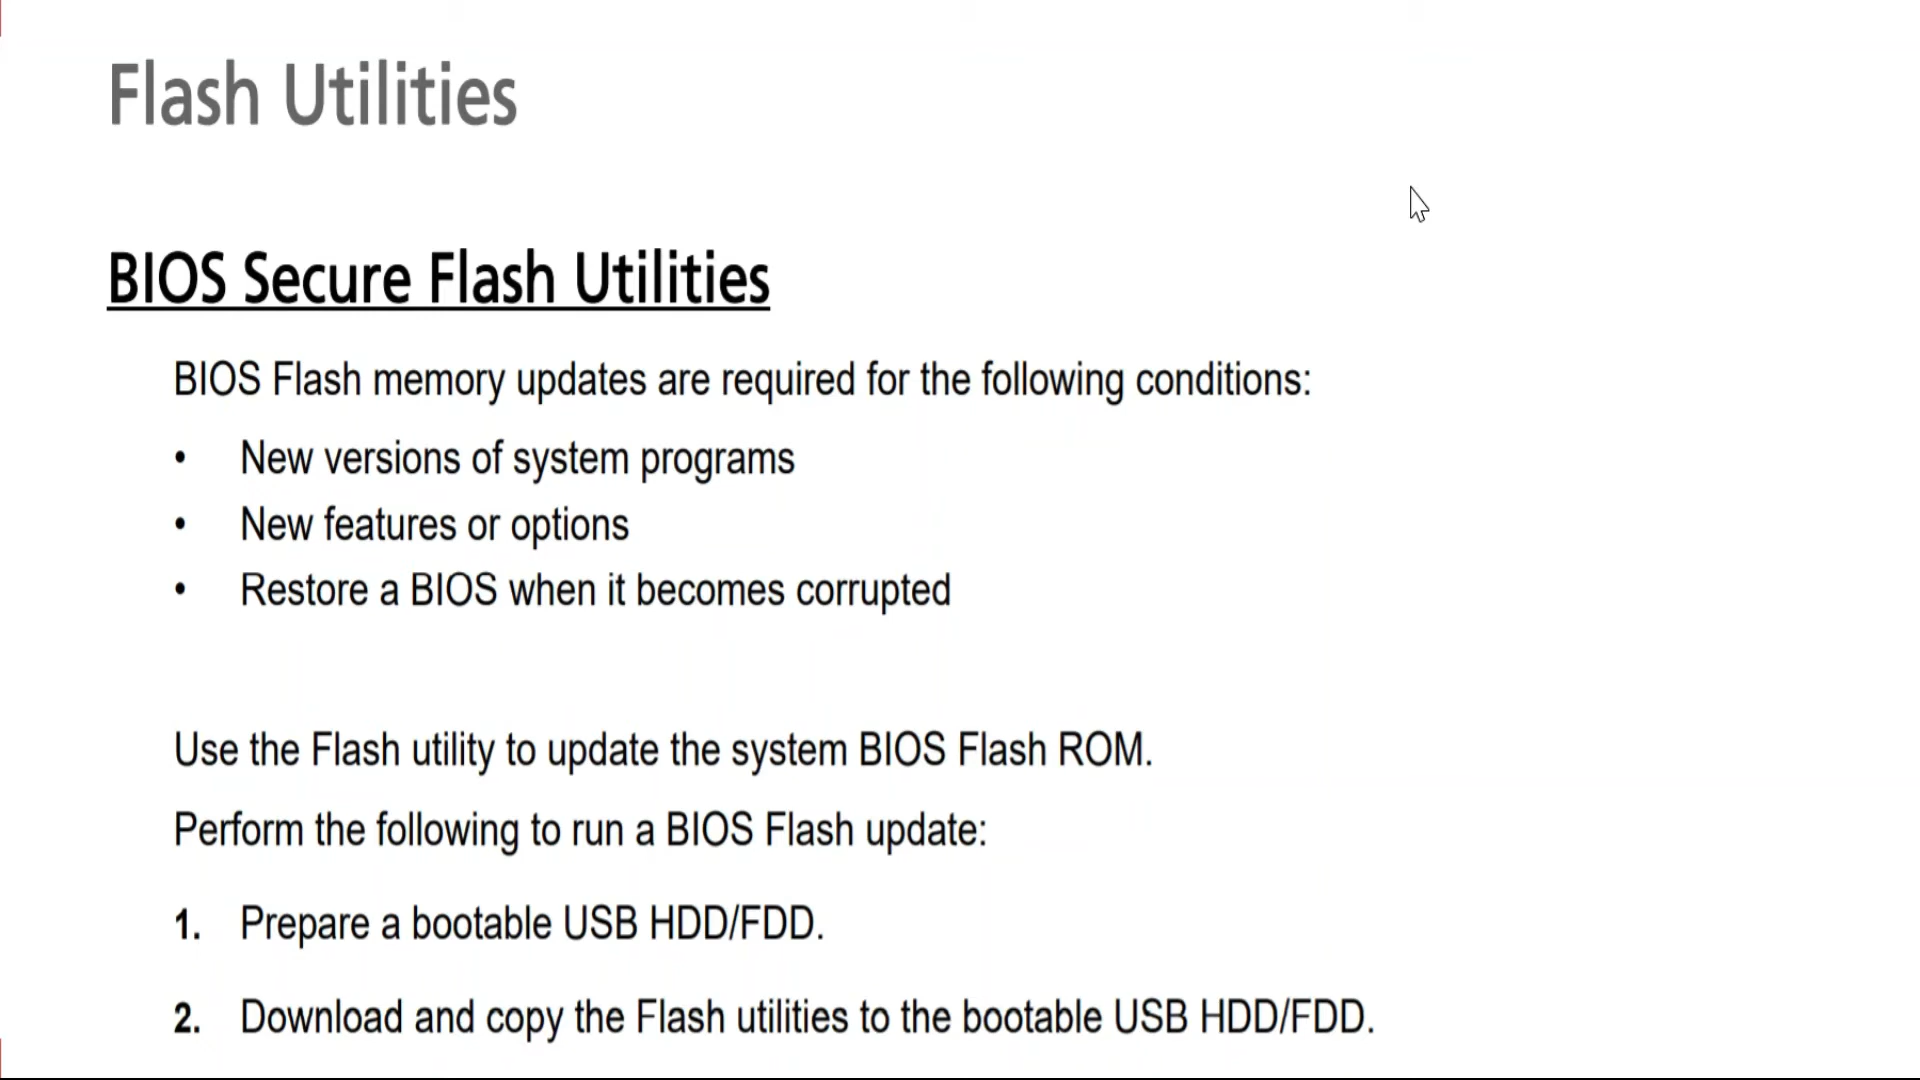 Flash Utilities
BIOS Secure Flash Utilities
BIOS Flash memory updates are required for the following conditions:
• New versions of system programs
• New features or options
• Restore a BIOS when it becomes corrupted
Use the Flash utility to update the system BIOS Flash ROM.
Perform the following to run a BIOS Flash update:
1. Prepare a bootable USB HDD/FDD.
2. Download and copy the Flash utilities to the bootable USB HDD/FDD.